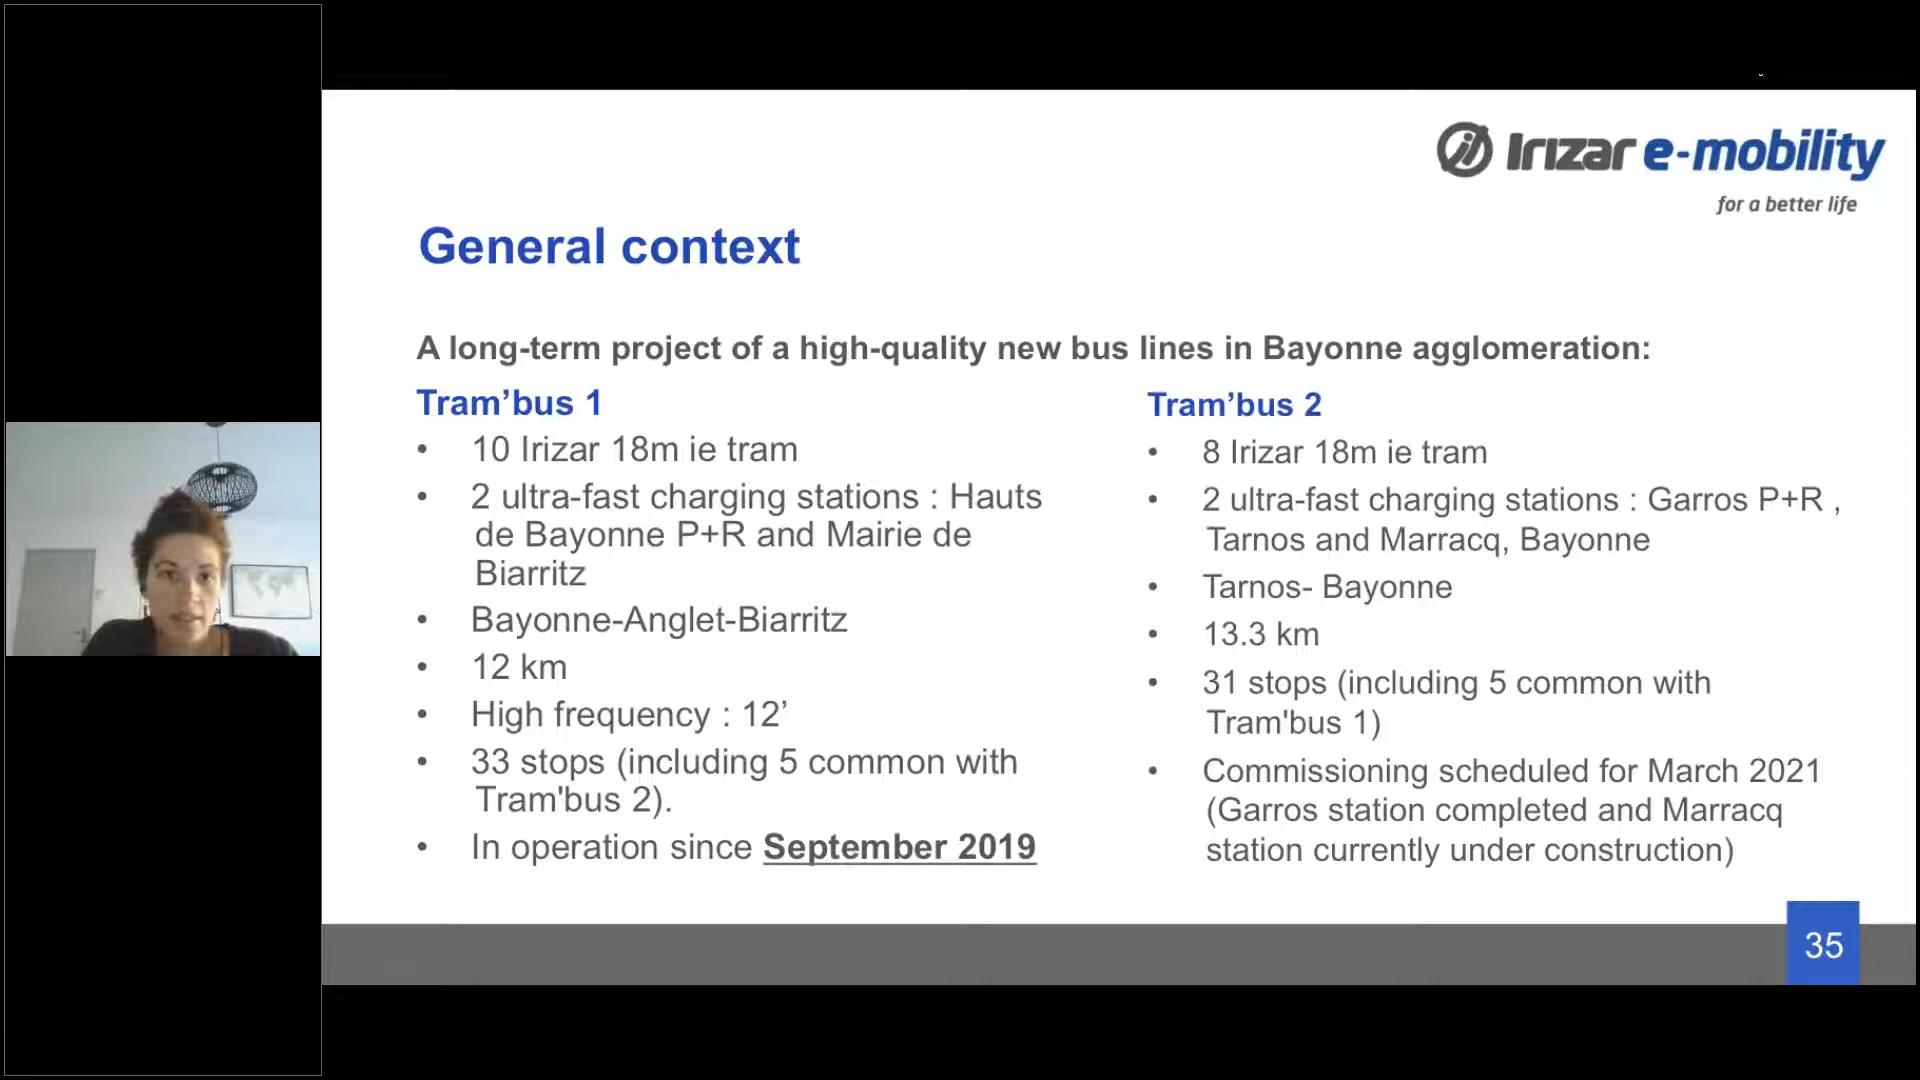 Irizar e-mobility
for a better life
General context
A long-term project of a high-quality new bus lines in Bayonne agglomeration:
Tram’bus 1
• 10 Irizar 18m ie tram
• 2 ultra-fast charging stations : Hauts
de Bayonne P+R and Mairie de
Biarritz
• Bayonne-Anglet-Biarritz
• 12 km
• High frequency : 12’
• 33 stops (including 5 common with
Tram'bus 2).
• In operation since September 2019
Tram’bus 2
• 8 Irizar 18m ie tram
• 2 ultra-fast charging stations : Garros P+R ,
Tarnos and Marracq, Bayonne
• Tarnos- Bayonne
• 13.3 km
• 31 stops (including 5 common with
Tram'bus 1)
• Commissioning scheduled for March 2021
(Garros station completed and Marracq
station currently under construction)
35